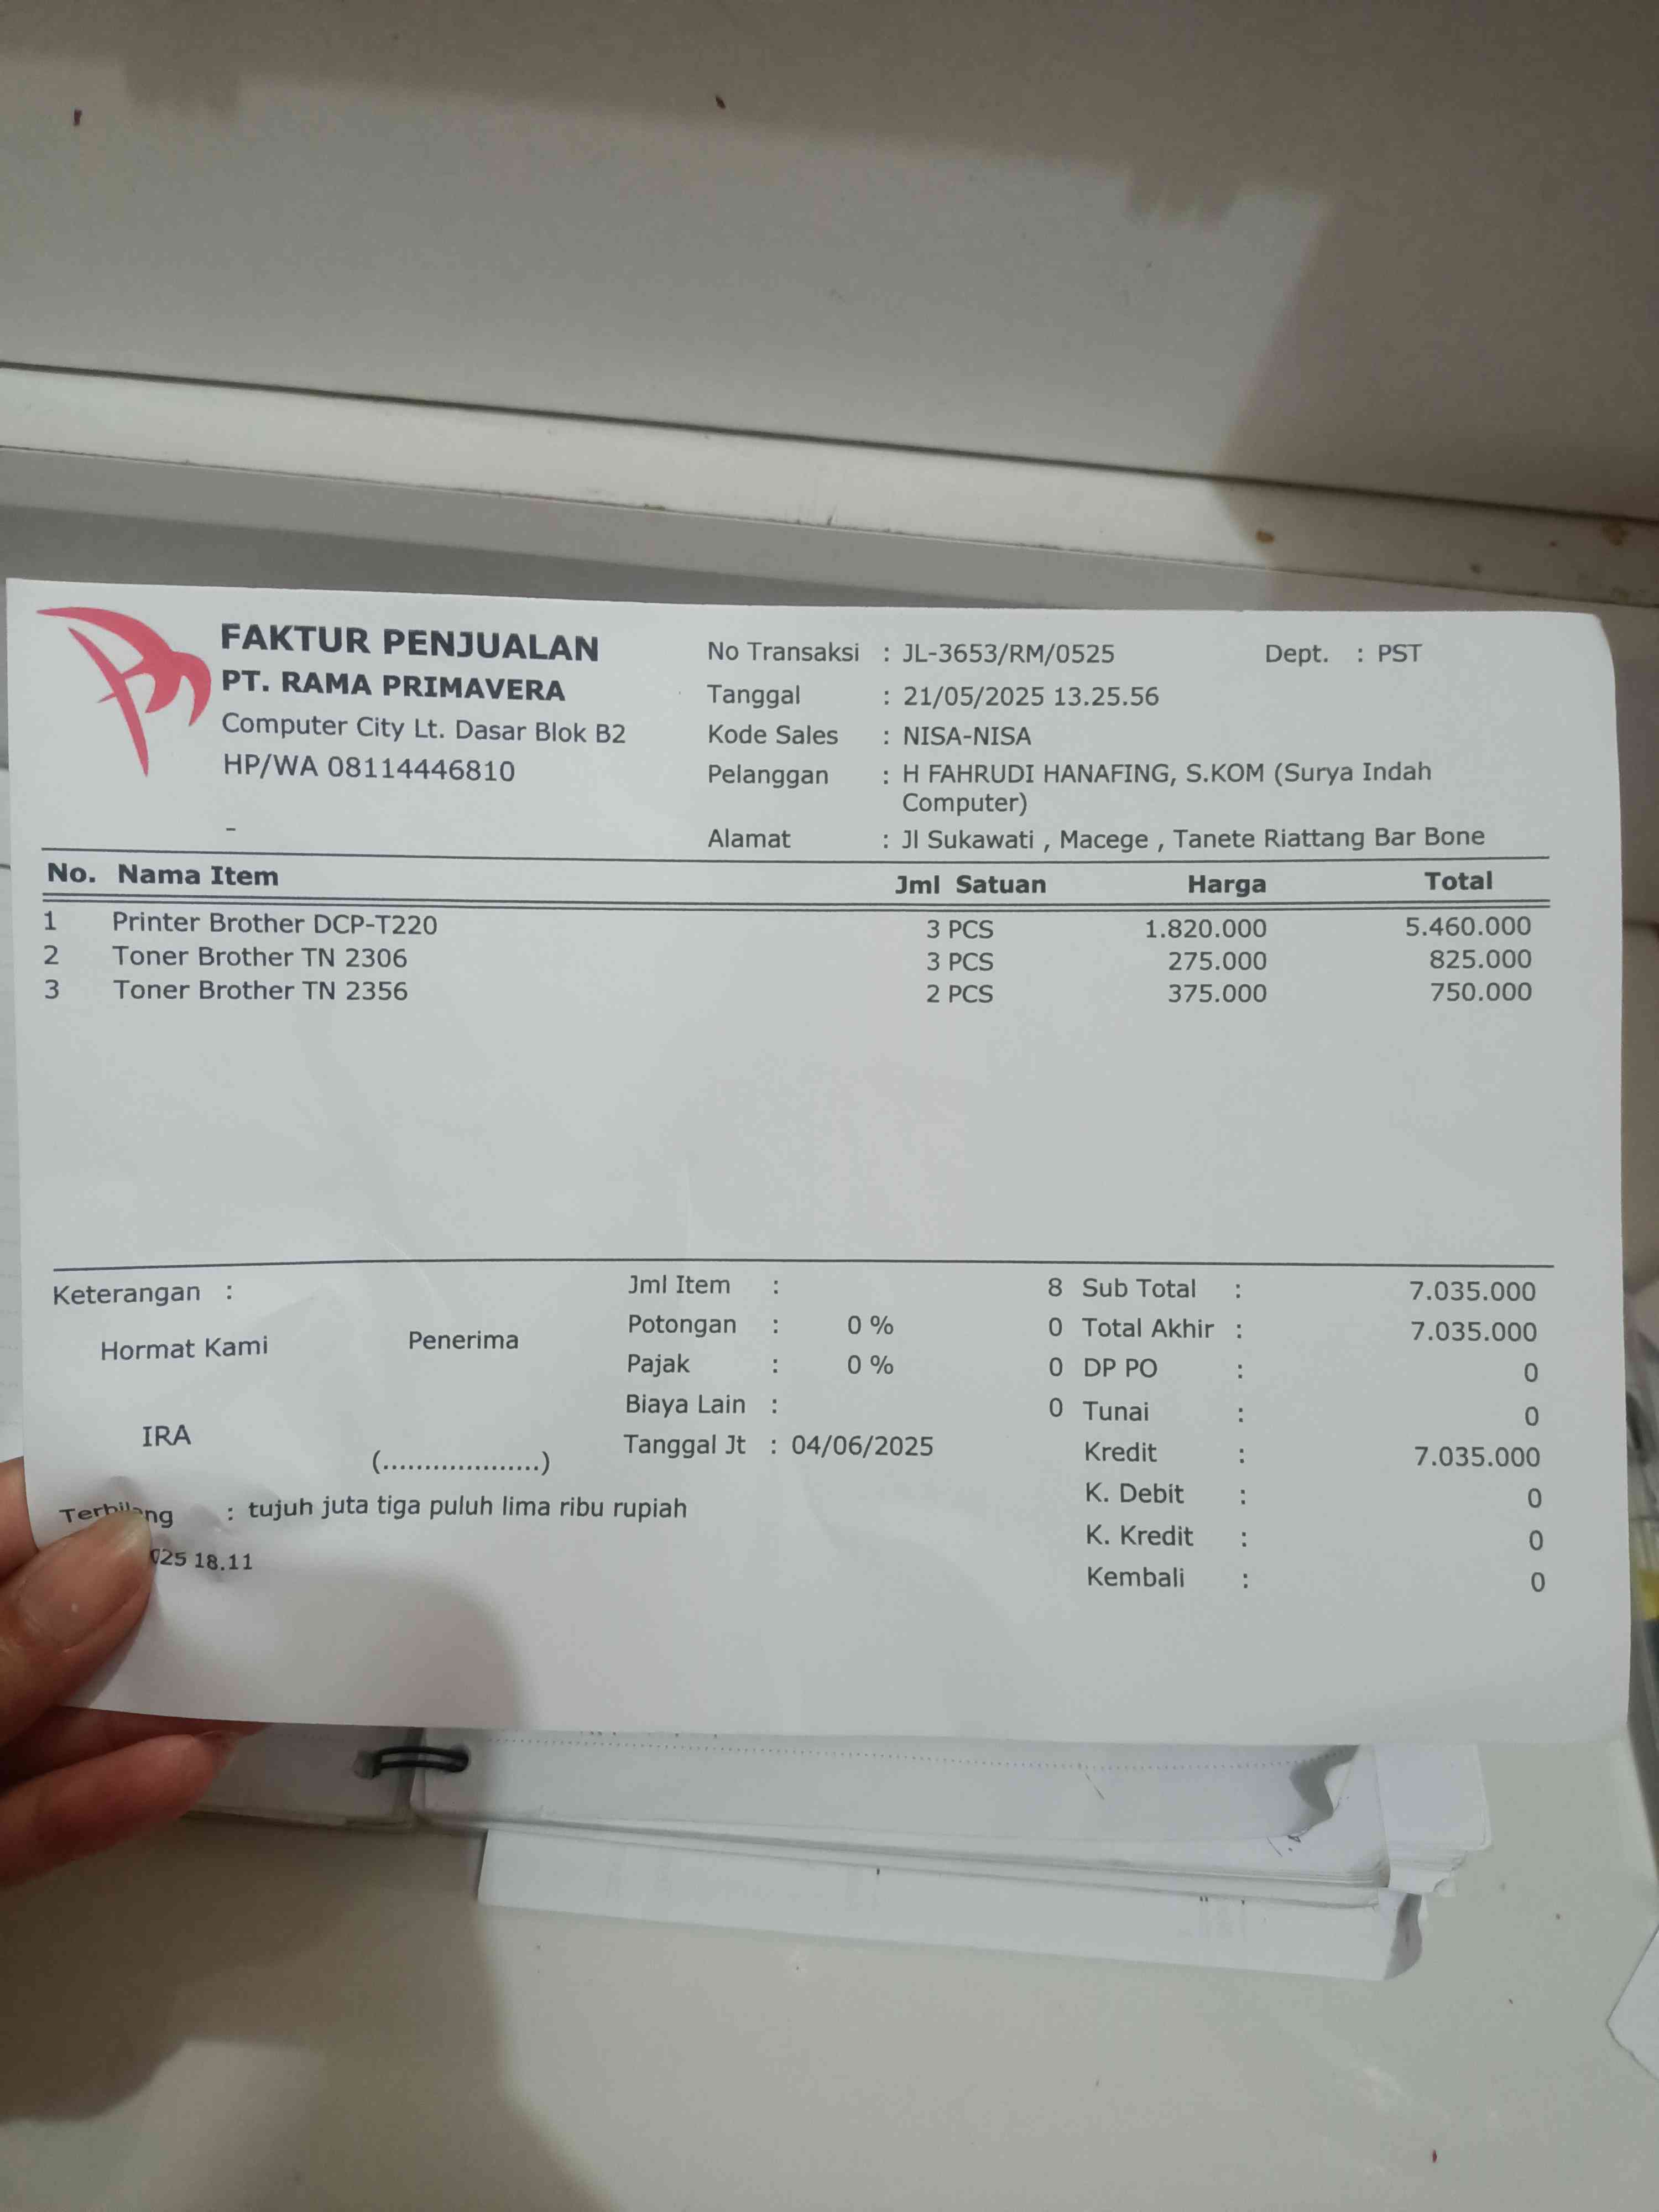 FAKTUR PENJUALAN
PT. RAMA PRIMAVERA
Computer City Lt. Dasar Blok B2
HP/WA 08114446810
-
No Transaksi : JL-3653/RM/0525 Dept. : PST
Tanggal : 21/05/2025 13.25.56
Kode Sales : NISA-NISA
Pelanggan : H FAHRUDI HANAFING, S.KOM (Surya Indah
Computer)
Alamat : Jl Sukawati , Macege , Tanete Riattang Bar Bone
No. Nama Item Jml Satuan Harga Total
1 Printer Brother DCP-T220 3 PCS 1.820.000 5.460.000
2 Toner Brother TN 2306 3 PCS 275.000 825.000
3 Toner Brother TN 2356 2 PCS 375.000 750.000
Keterangan :
Hormat Kami Penerima
IRA (...................)
Jml Item : 8
Potongan : 0 % 0
Pajak : 0 % 0
Biaya Lain : 0
Tanggal Jt : 04/06/2025
Sub Total : 7.035.000
Total Akhir : 7.035.000
DP PO : 0
Tunai : 0
Kredit : 7.035.000
K. Debit : 0
K. Kredit : 0
Kembali : 0
Terbilang : tujuh juta tiga puluh lima ribu rupiah
025 18.11